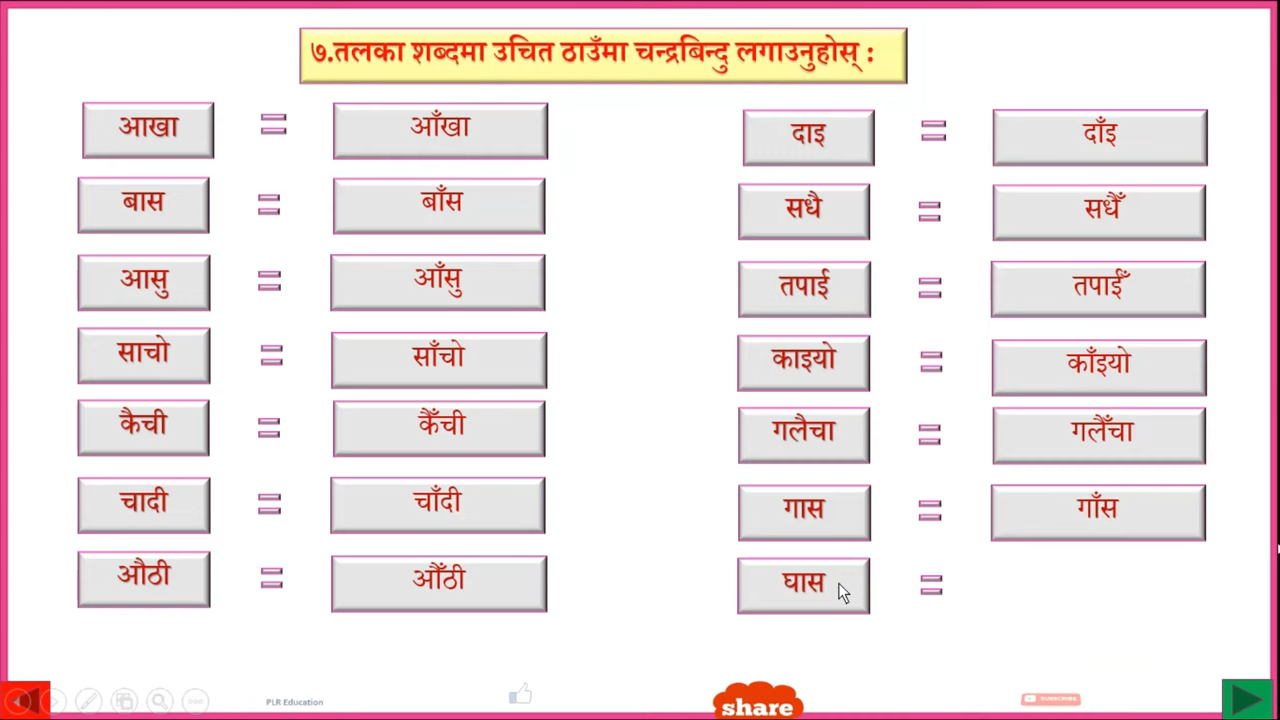 ७.तलका शब्दमा उचित ठाउँमा चन्द्रबिन्दु लगाउनुहोस् :
आखा = आँखा
बास = बाँस
आसु = आँसु
साचो = साँचो
कैची = कैँची
चादी = चाँदी
औठी = औँठी
दाइ = दाँइ
सधै = सधैँ
तपाई = तपाईँ
काइयो = काँइयो
गलैचा = गलैँचा
गास = गाँस
घास =
PLR Education
share
SUBSCRIBE